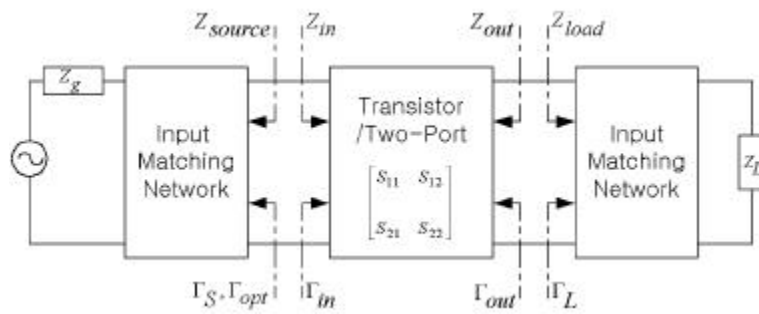 Z_source Z_in Z_out Z_load
Z_g
Input
Matching
Network
Transistor
/Two-Port
S_11 S_12
S_21 S_22
Input
Matching
Network
Z_L
Γ_S, Γ_opt Γ_in Γ_out Γ_L